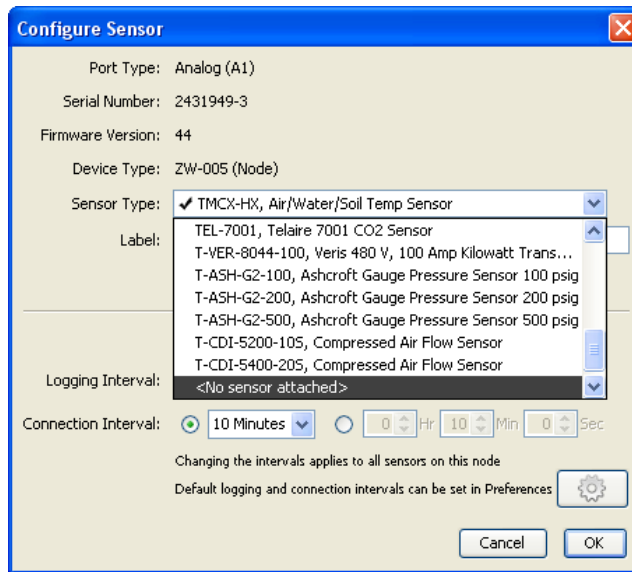 Configure Sensor
Port Type: Analog (A1)
Serial Number: 2431949-3
Firmware Version: 44
Device Type: ZW-005 (Node)
Sensor Type: ✔ TMCX-HX, Air/Water/Soil Temp Sensor
TEL-7001, Telaire 7001 CO2 Sensor
Label:
T-VER-8044-100, Veris 480 V, 100 Amp Kilowatt Trans...
T-ASH-G2-100, Ashcroft Gauge Pressure Sensor 100 psig
T-ASH-G2-200, Ashcroft Gauge Pressure Sensor 200 psig
T-ASH-G2-500, Ashcroft Gauge Pressure Sensor 500 psig
T-CDI-5200-10S, Compressed Air Flow Sensor
T-CDI-5400-20S, Compressed Air Flow Sensor
Logging Interval:
<No sensor attached>
Connection Interval: 10 Minutes 0 Hr 10 Min 0 Sec
Changing the intervals applies to all sensors on this node
Default logging and connection intervals can be set in Preferences
Cancel OK